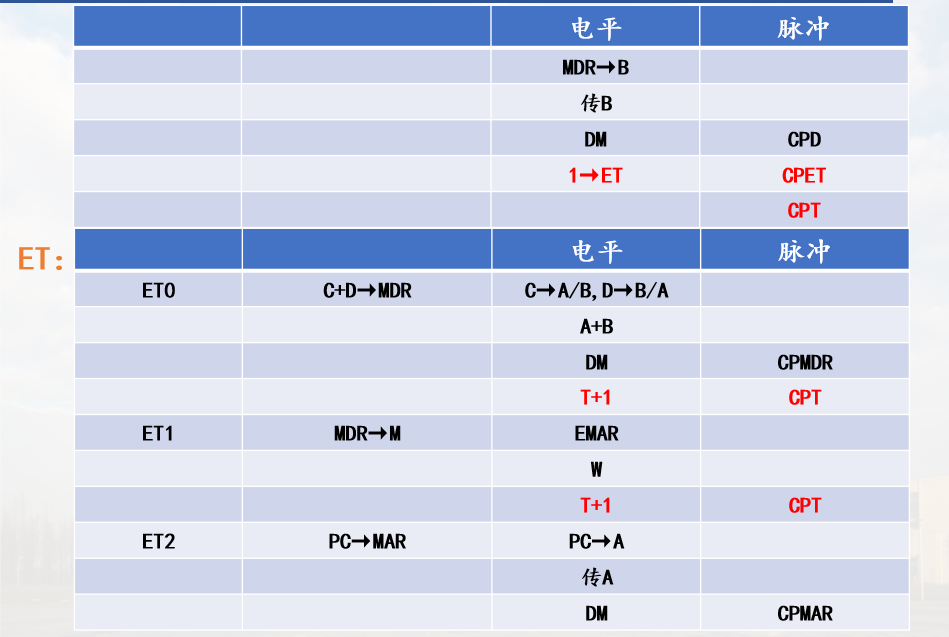 电平 脉冲
MDR→B
传B
DM CPD
1→ET CPET
CPT
ET: 电平 脉冲
ET0 C+D→MDR C→A/B,D→B/A
A+B
DM CPMDR
T+1 CPT
ET1 MDR→M EMAR
W
T+1 CPT
ET2 PC→MAR PC→A
传A
DM CPMAR